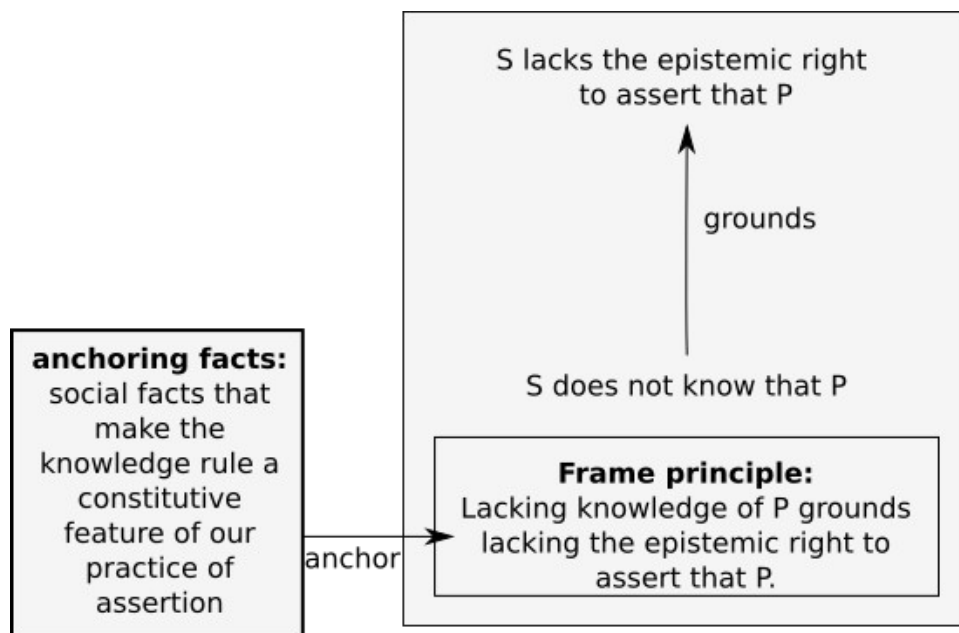 S lacks the epistemic right
to assert that P
grounds
S does not know that P
Frame principle:
Lacking knowledge of P grounds
lacking the epistemic right to
assert that P.
anchoring facts:
social facts that
make the
knowledge rule a
constitutive
feature of our
practice of
assertion
anchor